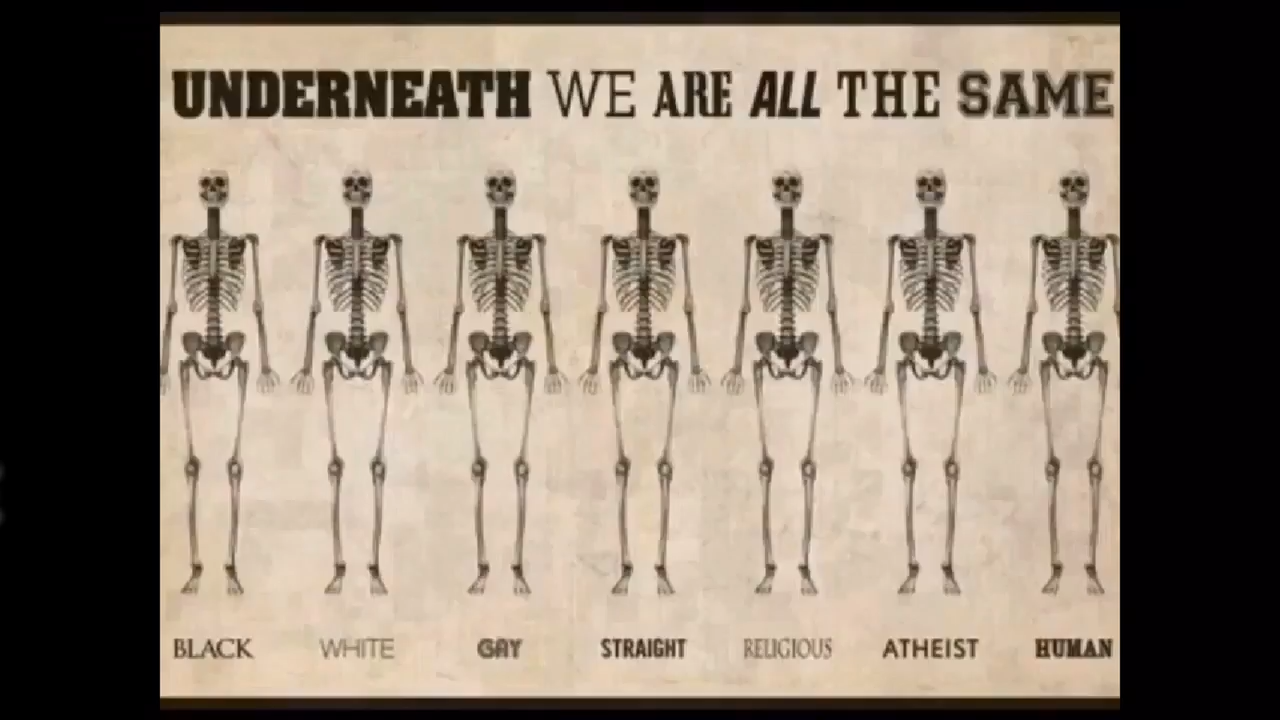 UNDERNEATH WE ARE ALL THE SAME
BLACK WHITE GAY STRAIGHT RELIGIOUS ATHEIST HUMAN